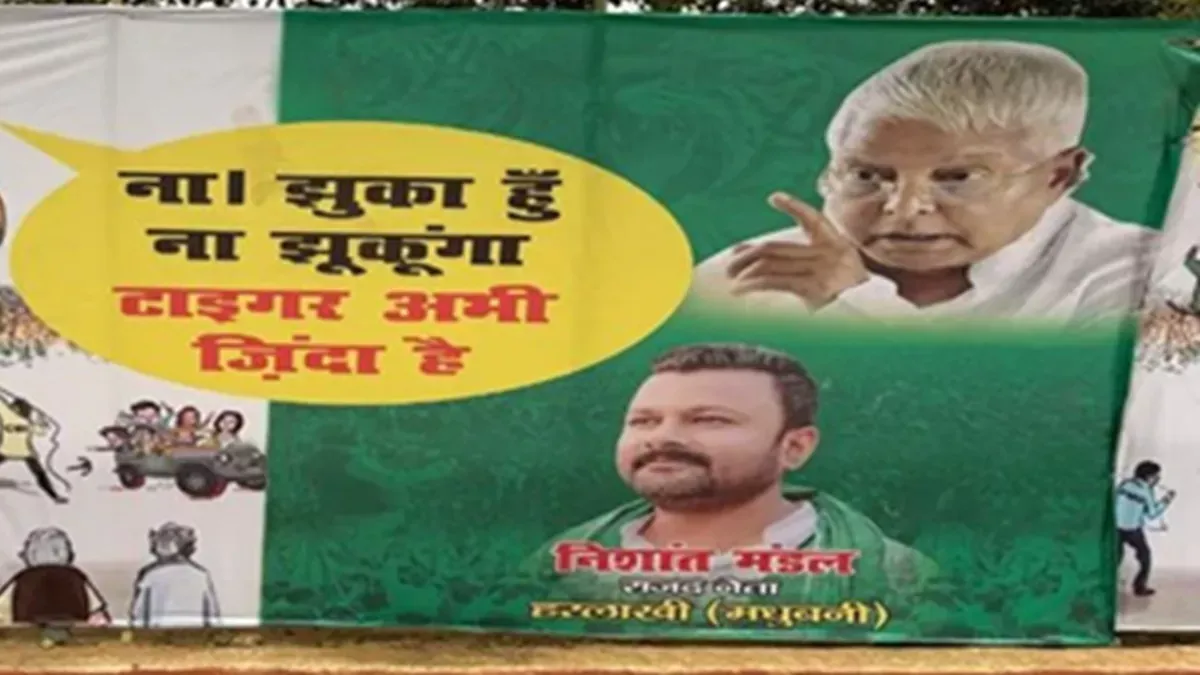 ना। झुका हूँ
ना झूकूंगा
टाइगर अभी
ज़िंदा है
निशांत मंडल
राजद नेता
हरलाखी (मधुबनी)